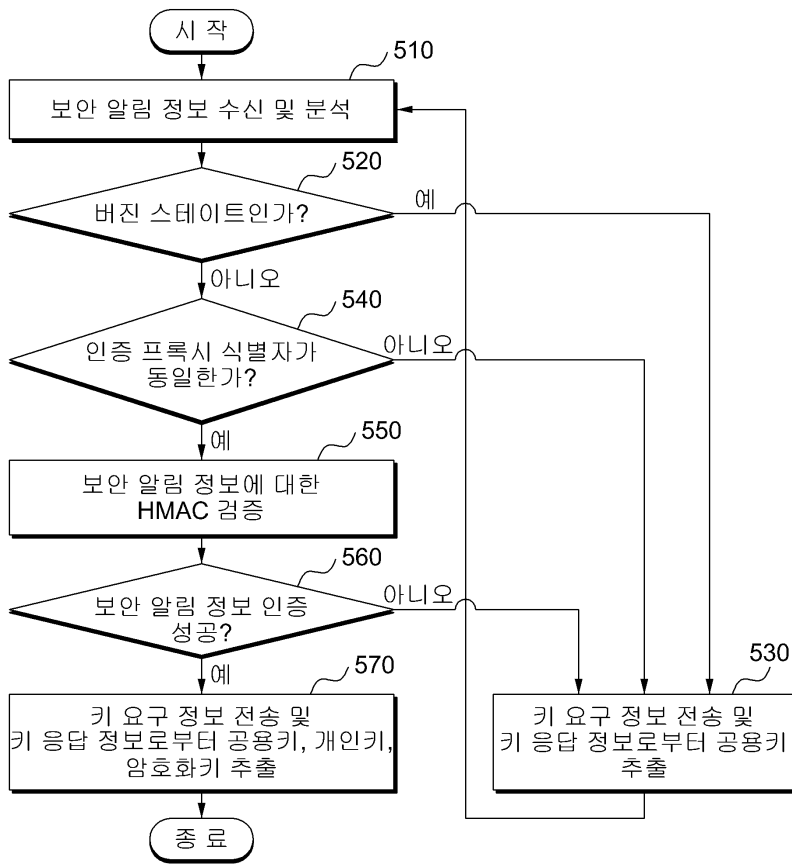 시 작
510
보안 알림 정보 수신 및 분석
520
버진 스테이트인가?
예
아니오
540
인증 프록시 식별자가
동일한가?
아니오
예
550
보안 알림 정보에 대한
HMAC 검증
560
보안 알림 정보 인증
성공?
아니오
예
570
키 요구 정보 전송 및
키 응답 정보로부터 공용키, 개인키,
암호화키 추출
530
키 요구 정보 전송 및
키 응답 정보로부터 공용키
추출
종 료